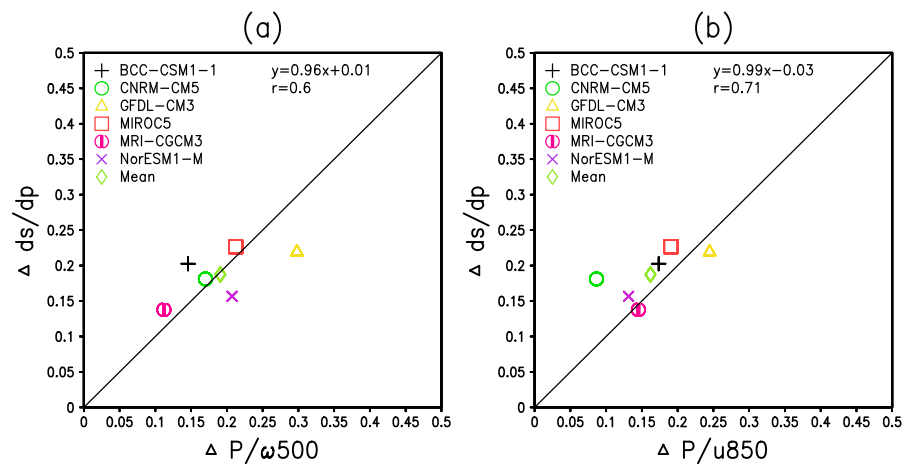 (a)
0.5
0.45
0.4
0.35
0.3
0.25
0.2
0.15
0.1
0.05
0
Δ ds/dp
BCC−CSM1−1
CNRM−CM5
GFDL−CM3
MIROC5
MRI−CGCM3
NorESM1−M
Mean
y=0.96x+0.01
r=0.6
0 0.05 0.1 0.15 0.2 0.25 0.3 0.35 0.4 0.45 0.5
Δ P/ω500
(b)
0.5
0.45
0.4
0.35
0.3
0.25
0.2
0.15
0.1
0.05
0
Δ ds/dp
BCC−CSM1−1
CNRM−CM5
GFDL−CM3
MIROC5
MRI−CGCM3
NorESM1−M
Mean
y=0.99x−0.03
r=0.71
0 0.05 0.1 0.15 0.2 0.25 0.3 0.35 0.4 0.45 0.5
Δ P/u850